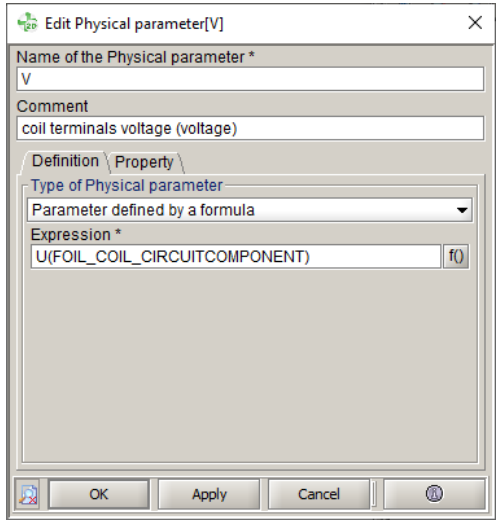 Edit Physical parameter[V]
Name of the Physical parameter *
V
Comment
coil terminals voltage (voltage)
Definition Property
Type of Physical parameter
Parameter defined by a formula
Expression *
U(FOIL_COIL_CIRCUITCOMPONENT) f()
OK Apply Cancel